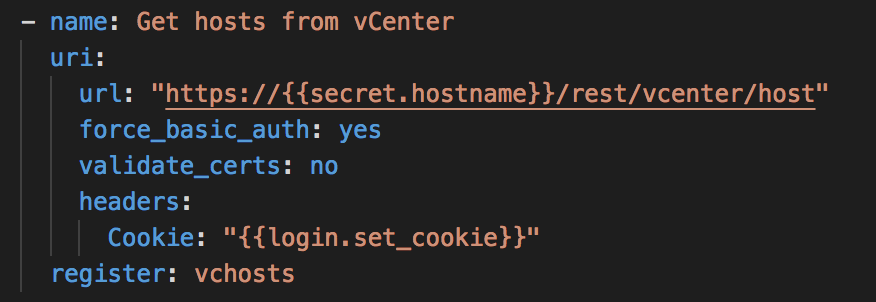 - name: Get hosts from vCenter
  uri:
    url: "https://{{secret.hostname}}/rest/vcenter/host"
    force_basic_auth: yes
    validate_certs: no
    headers:
      Cookie: "{{login.set_cookie}}"
  register: vchosts